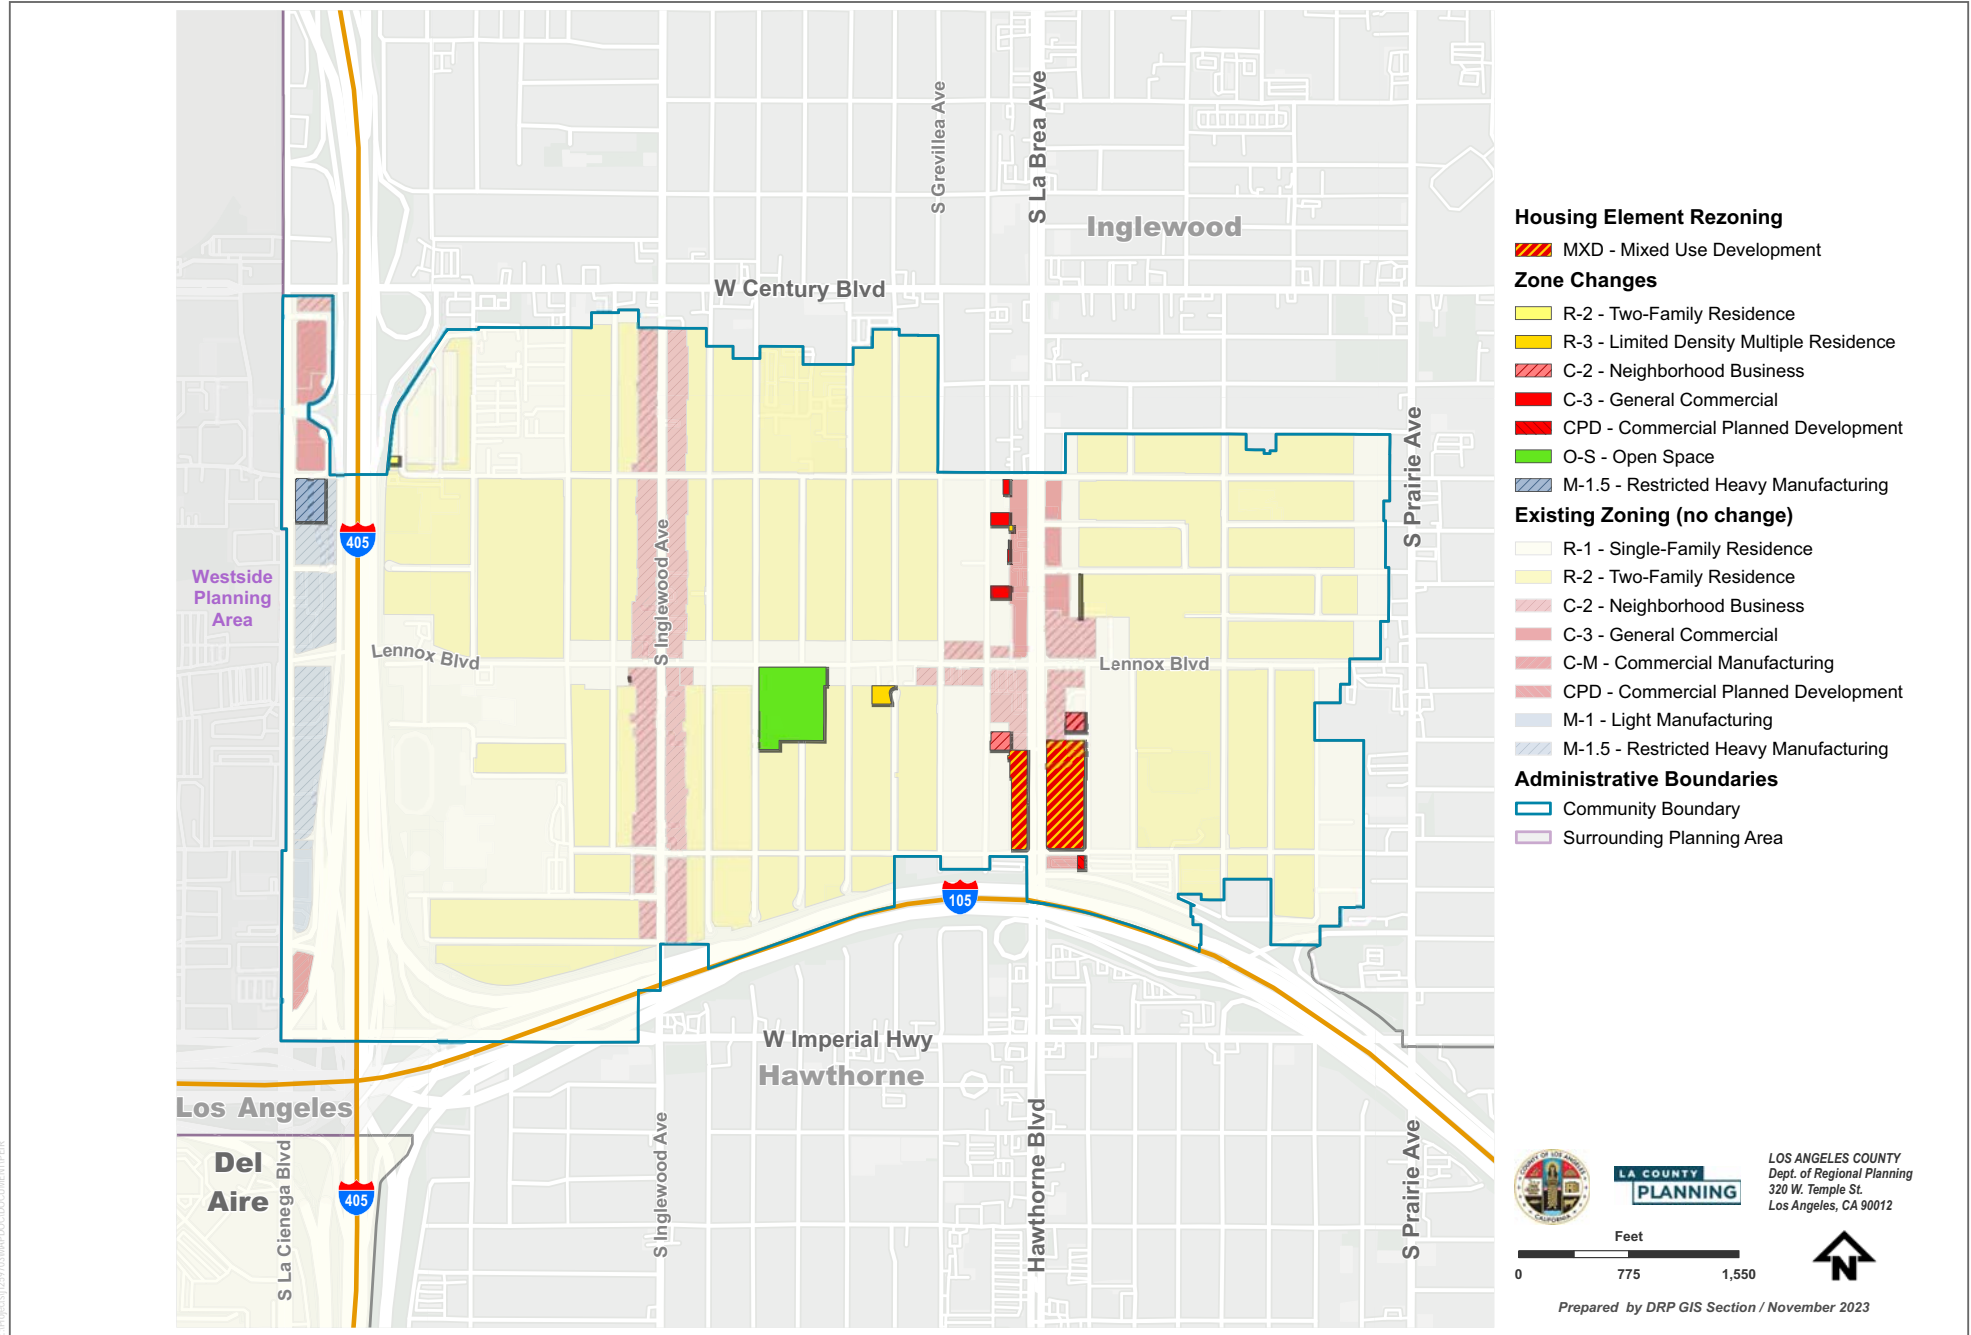 S Grevillea Ave
S La Brea Ave
Inglewood
W Century Blvd
S Prairie Ave
405
S Inglewood Ave
Westside
Planning
Area
Lennox Blvd
Lennox Blvd
105
W Imperial Hwy
Hawthorne
Los Angeles
Del
Aire
S La Cienega Blvd
405
S Inglewood Ave
Hawthorne Blvd
S Prairie Ave
Housing Element Rezoning
MXD - Mixed Use Development
Zone Changes
R-2 - Two-Family Residence
R-3 - Limited Density Multiple Residence
C-2 - Neighborhood Business
C-3 - General Commercial
CPD - Commercial Planned Development
O-S - Open Space
M-1.5 - Restricted Heavy Manufacturing
Existing Zoning (no change)
R-1 - Single-Family Residence
R-2 - Two-Family Residence
C-2 - Neighborhood Business
C-3 - General Commercial
C-M - Commercial Manufacturing
CPD - Commercial Planned Development
M-1 - Light Manufacturing
M-1.5 - Restricted Heavy Manufacturing
Administrative Boundaries
Community Boundary
Surrounding Planning Area
COUNTY OF LOS ANGELES
CALIFORNIA
LA COUNTY
PLANNING
LOS ANGELES COUNTY
Dept. of Regional Planning
320 W. Temple St.
Los Angeles, CA 90012
Feet
0 775 1,550
N
Prepared by DRP GIS Section / November 2023